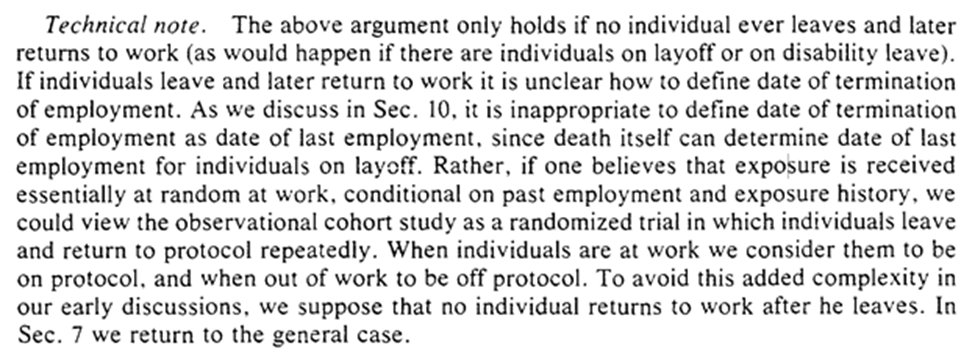 Technical note. The above argument only holds if no individual ever leaves and later
returns to work (as would happen if there are individuals on layoff or on disability leave).
If individuals leave and later return to work it is unclear how to define date of termination
of employment. As we discuss in Sec. 10, it is inappropriate to define date of termination
of employment as date of last employment, since death itself can determine date of last
employment for individuals on layoff. Rather, if one believes that exposure is received
essentially at random at work, conditional on past employment and exposure history, we
could view the observational cohort study as a randomized trial in which individuals leave
and return to protocol repeatedly. When individuals are at work we consider them to be
on protocol, and when out of work to be off protocol. To avoid this added complexity in
our early discussions, we suppose that no individual returns to work after he leaves. In
Sec. 7 we return to the general case.